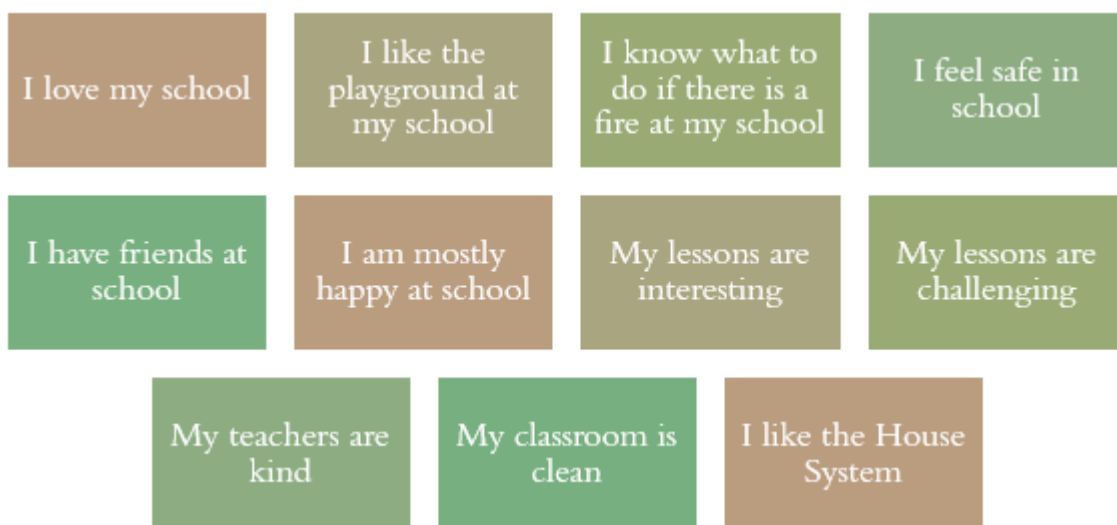 I love my school
I like the
playground at
my school
I know what to
do if there is a
fire at my school
I feel safe in
school
I have friends at
school
I am mostly
happy at school
My lessons are
interesting
My lessons are
challenging
My teachers are
kind
My classroom is
clean
I like the House
System